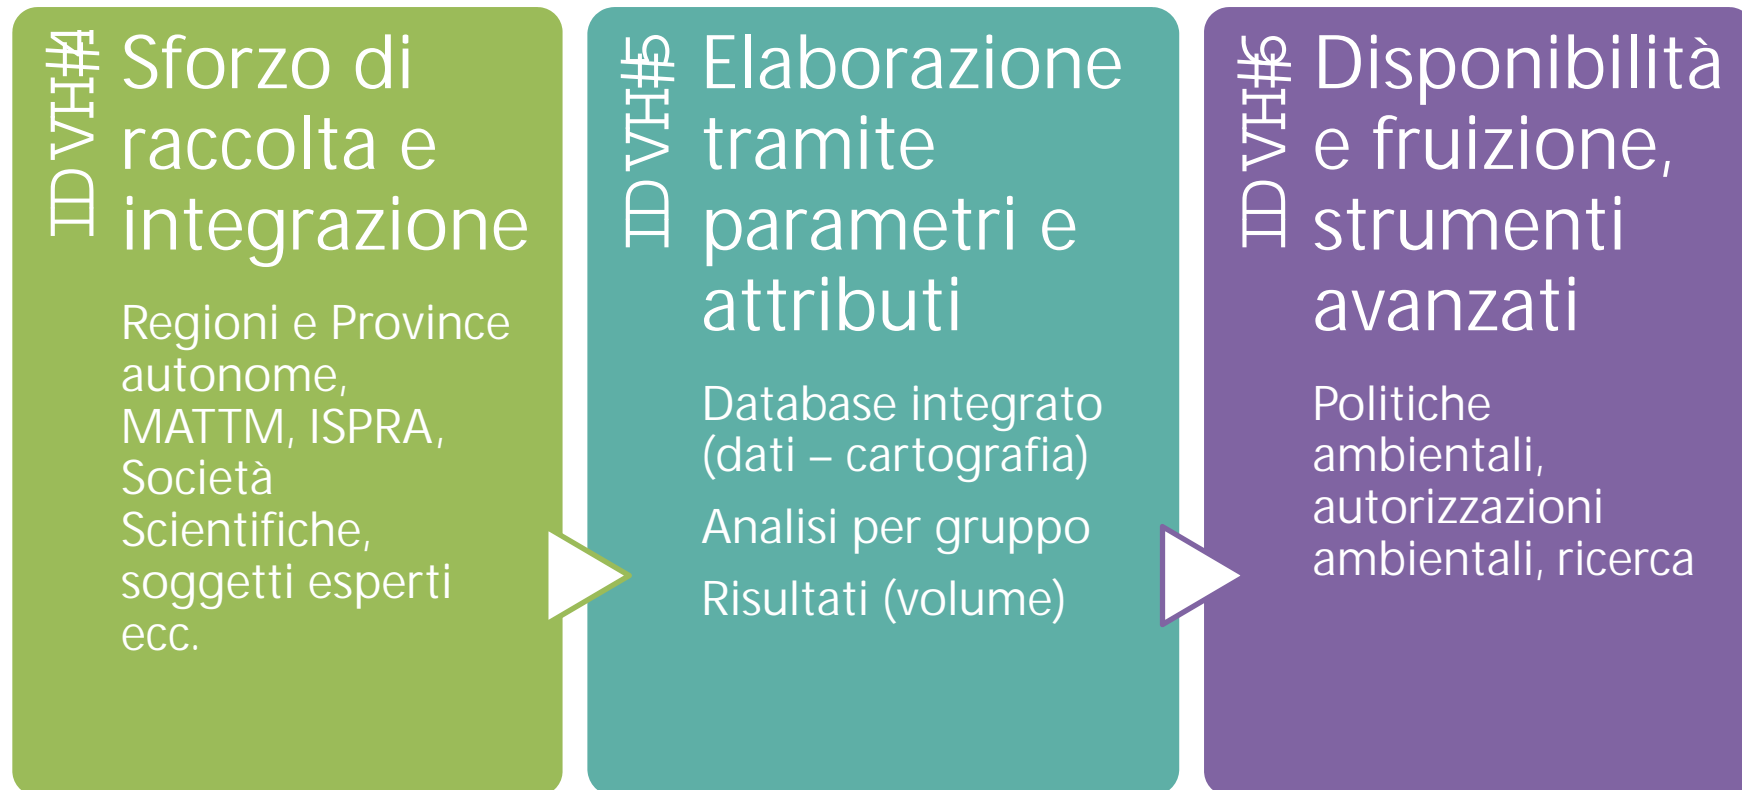 ID VH#4
Sforzo di
raccolta e
integrazione
Regioni e Province
autonome,
MATTM, ISPRA,
Società
Scientifiche,
soggetti esperti
ecc.
ID VH#5
Elaborazione
tramite
parametri e
attributi
Database integrato
(dati – cartografia)
Analisi per gruppo
Risultati (volume)
ID VH#6
Disponibilità
e fruizione,
strumenti
avanzati
Politiche
ambientali,
autorizzazioni
ambientali, ricerca